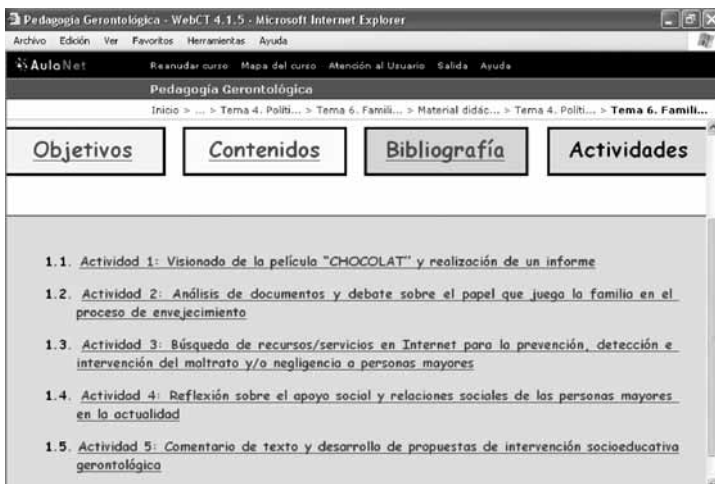 Pedagogía Gerontológica - WebCT 4.1.5 - Microsoft Internet Explorer
Archivo Edición Ver Favoritos Herramientas Ayuda
AulaNet Reanudar curso Mapa del curso Atención al Usuario Salida Ayuda
Pedagogía Gerontológica
Inicio > ... > Tema 4. Políti... > Tema 6. Famili... > Material didác... > Tema 4. Políti... > Tema 6. Famili...
Objetivos Contenidos Bibliografía Actividades
1.1. Actividad 1: Visionado de la película "CHOCOLAT" y realización de un informe
1.2. Actividad 2: Análisis de documentos y debate sobre el papel que juega la familia en el
proceso de envejecimiento
1.3. Actividad 3: Búsqueda de recursos/servicios en Internet para la prevención, detección e
intervención del maltrato y/o negligencia a personas mayores
1.4. Actividad 4: Reflexión sobre el apoyo social y relaciones sociales de las personas mayores
en la actualidad
1.5. Actividad 5: Comentario de texto y desarrollo de propuestas de intervención socioeducativa
gerontológica